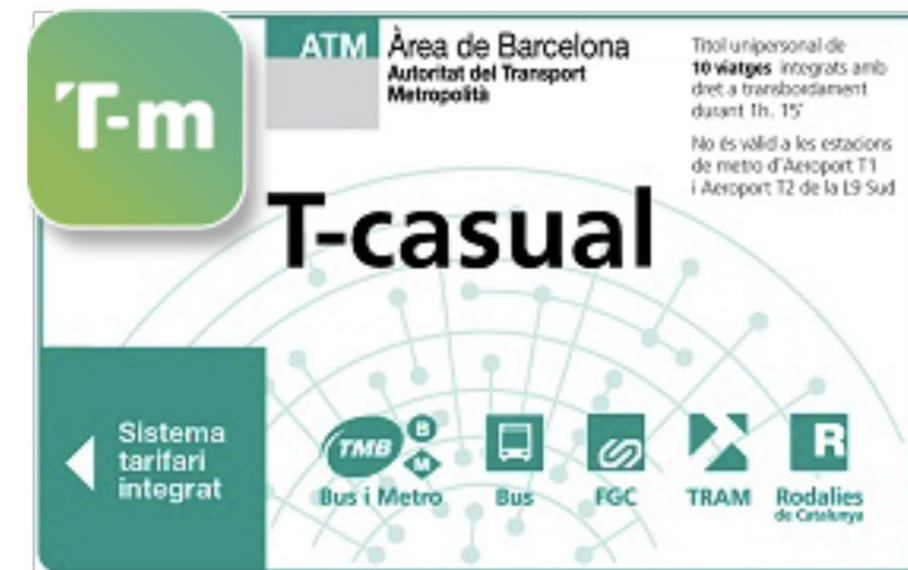 T-m
ATM Àrea de Barcelona
Autoritat del Transport
Metropolità
Títol unipersonal de
10 viatges integrats amb
dret a transbordament
durant 1h. 15'
No és vàlid a les estacions
de metro d'Aeroport T1
i Aeroport T2 de la L9 Sud
T-casual
Sistema
tarifari
integrat
TMB B M
Bus i Metro
Bus
FGC
TRAM
R
Rodalies
de Catalunya